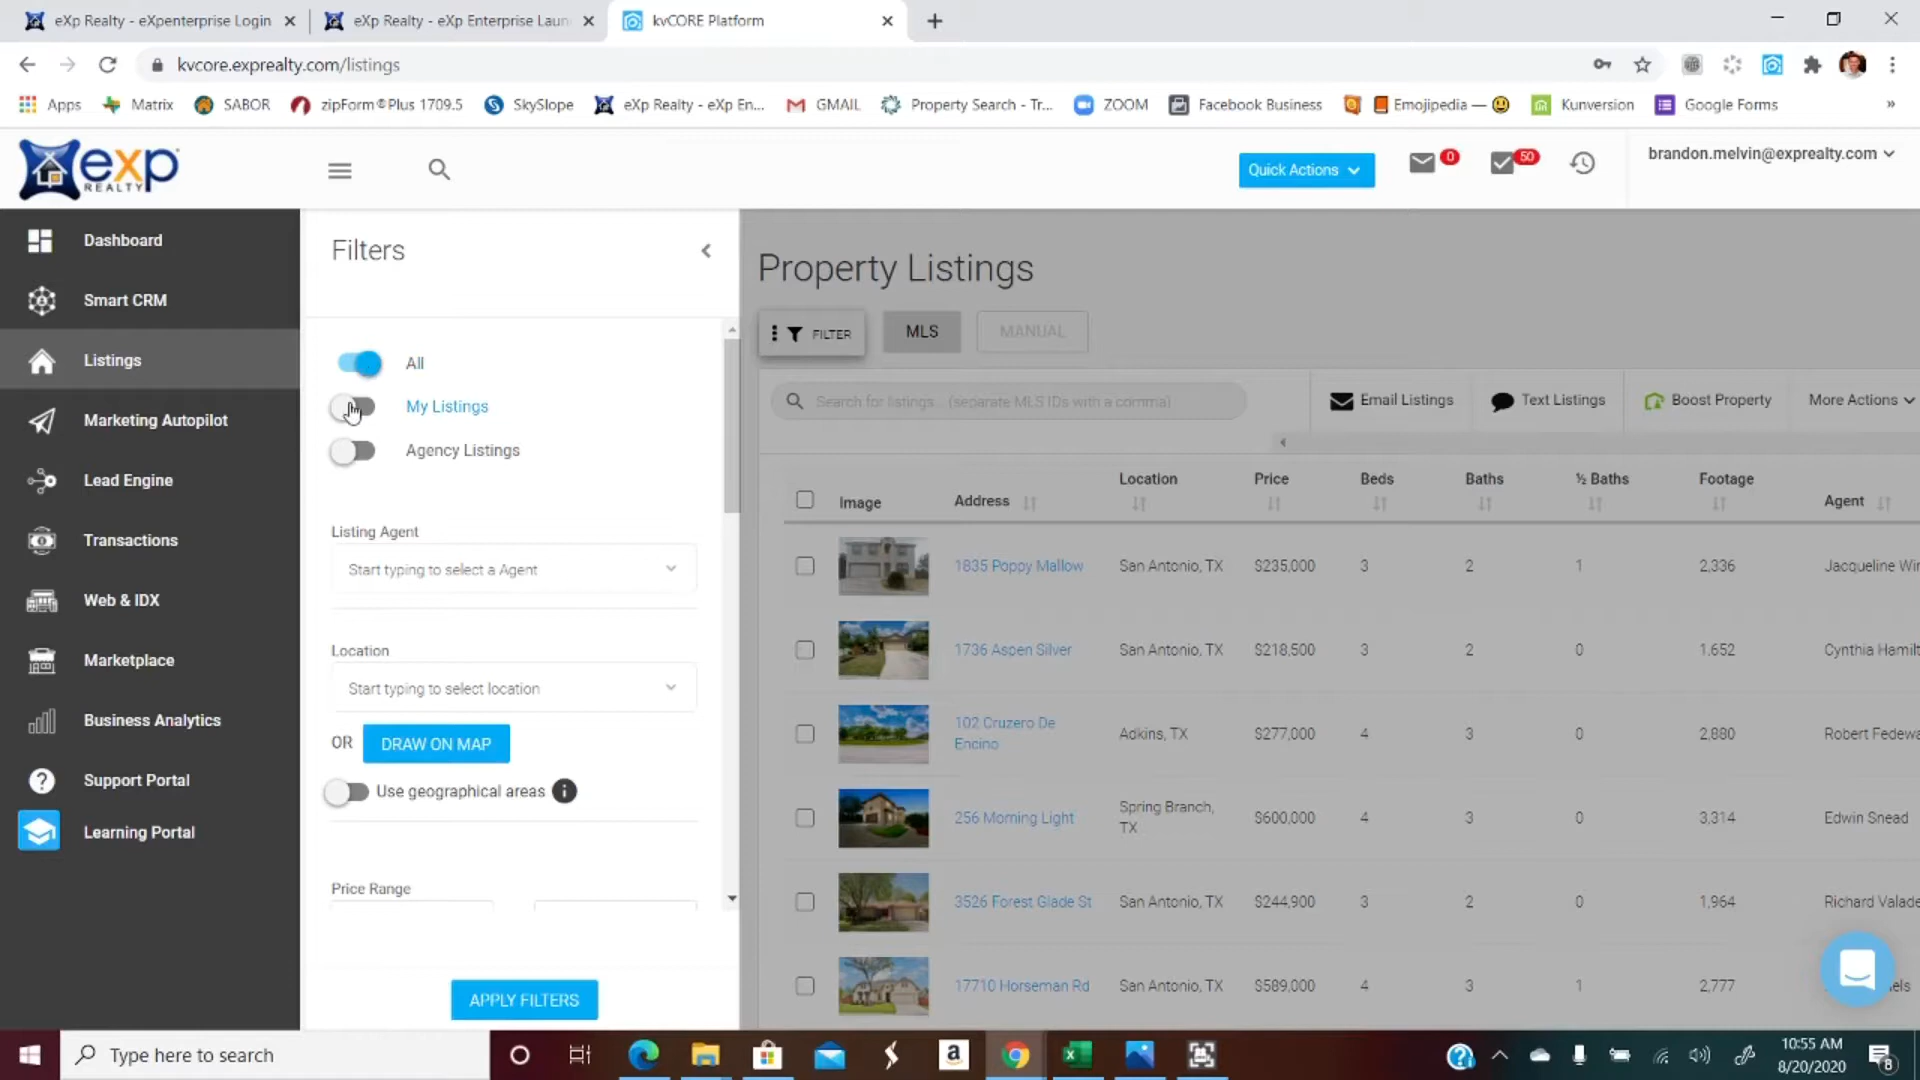 eXp Realty - eXpenterprise Login
eXp Realty - eXp Enterprise Laun
kvCORE Platform
kvcore.exprealty.com/listings
Apps
Matrix
SABOR
zipForm®Plus 1709.5
SkySlope
eXp Realty - eXp En...
GMAIL
Property Search - Tr...
ZOOM
Facebook Business
Emojipedia — 😃
Kunversion
Google Forms
»
exp
REALTY
Quick Actions
0
50
brandon.melvin@exprealty.com
Dashboard
Smart CRM
Listings
Marketing Autopilot
Lead Engine
Transactions
Web & IDX
Marketplace
Business Analytics
Support Portal
Learning Portal
Filters
All
My Listings
Agency Listings
Listing Agent
Start typing to select a Agent
Location
Start typing to select location
OR
DRAW ON MAP
Use geographical areas
Price Range
APPLY FILTERS
Property Listings
FILTER
MLS
MANUAL
Search for listings... (separate MLS IDs with a comma)
Email Listings
Text Listings
Boost Property
More Actions
Image Address Location Price Beds Baths ½ Baths Footage Agent
1835 Poppy Mallow San Antonio, TX $235,000 3 2 1 2,336 Jacqueline Win
1736 Aspen Silver San Antonio, TX $218,500 3 2 0 1,652 Cynthia Hamilt
102 Cruzero De
Encino Adkins, TX $277,000 4 3 0 2,880 Robert Fedewa
256 Morning Light Spring Branch,
TX $600,000 4 3 0 3,314 Edwin Snead
3526 Forest Glade St San Antonio, TX $244,900 3 2 0 1,964 Richard Valade
17710 Horseman Rd San Antonio, TX $589,000 4 3 1 2,777
Type here to search
10:55 AM
8/20/2020
8